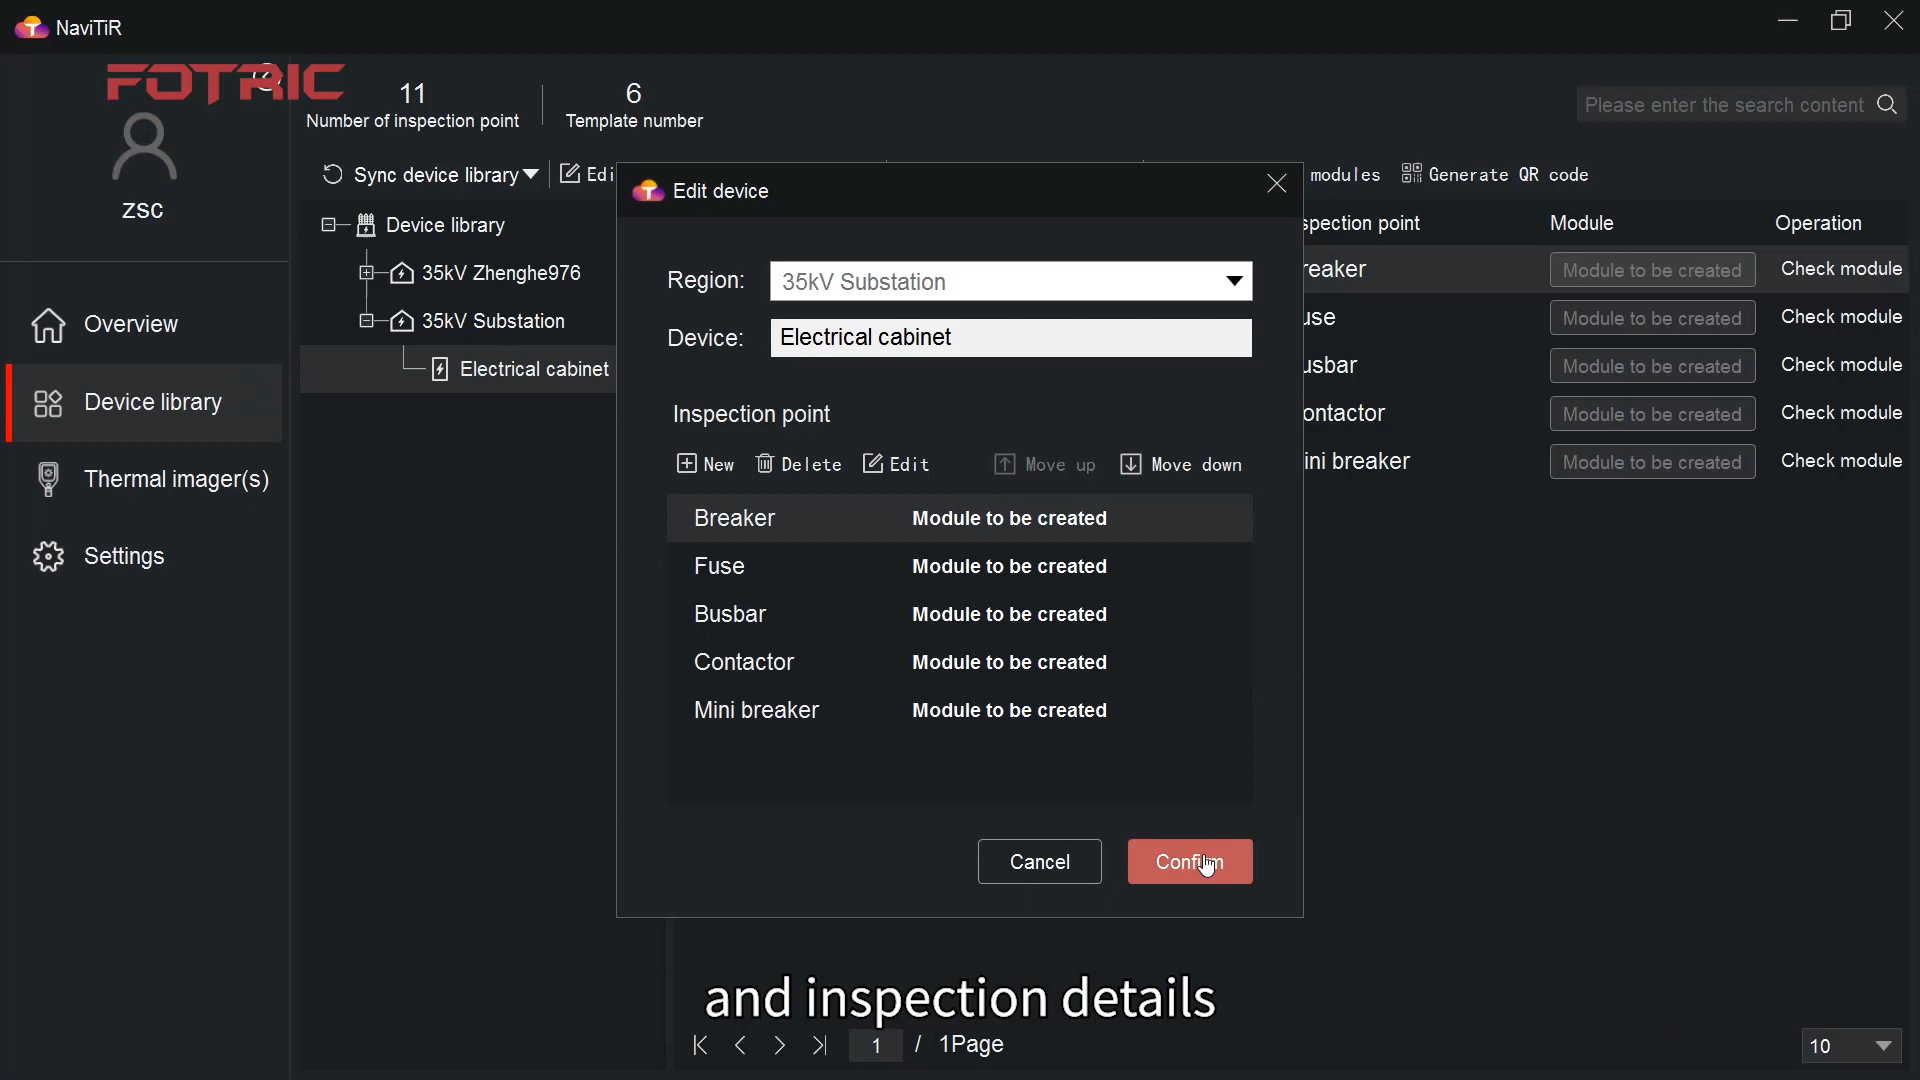 NaviTiR
FOTRIC
zsc
Overview
Device library
Thermal imager(s)
Settings
11
Number of inspection point
6
Template number
Please enter the search content
Sync device library
Edi
modules
Generate QR code
Device library
35kV Zhenghe976
35kV Substation
Electrical cabinet
spection point Module Operation
reaker Module to be created Check module
use Module to be created Check module
usbar Module to be created Check module
ontactor Module to be created Check module
ini breaker Module to be created Check module
Edit device
Region: 35kV Substation
Device: Electrical cabinet
Inspection point
New Delete Edit Move up Move down
Breaker Module to be created
Fuse Module to be created
Busbar Module to be created
Contactor Module to be created
Mini breaker Module to be created
Cancel Confirm
and inspection details
1 / 1Page
10